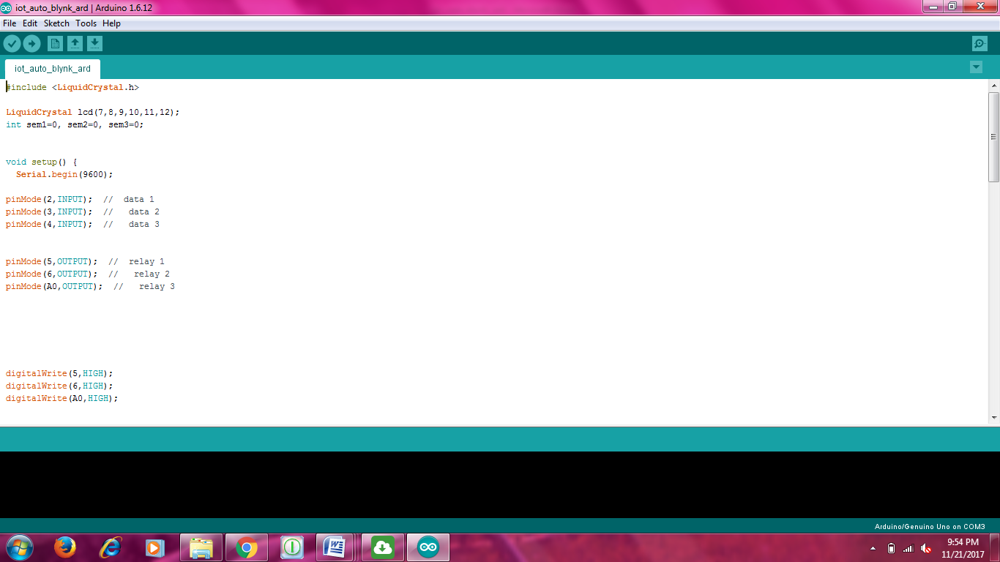 iot_auto_blynk_ard | Arduino 1.6.12
File Edit Sketch Tools Help
iot_auto_blynk_ard
#include <LiquidCrystal.h>
LiquidCrystal lcd(7,8,9,10,11,12);
int sem1=0, sem2=0, sem3=0;
void setup() {
  Serial.begin(9600);
pinMode(2,INPUT);  //  data 1
pinMode(3,INPUT);  //   data 2
pinMode(4,INPUT);  //   data 3
pinMode(5,OUTPUT);  //  relay 1
pinMode(6,OUTPUT);  //   relay 2
pinMode(A0,OUTPUT);  //   relay 3
digitalWrite(5,HIGH);
digitalWrite(6,HIGH);
digitalWrite(A0,HIGH);
Arduino/Genuino Uno on COM3
9:54 PM
11/21/2017